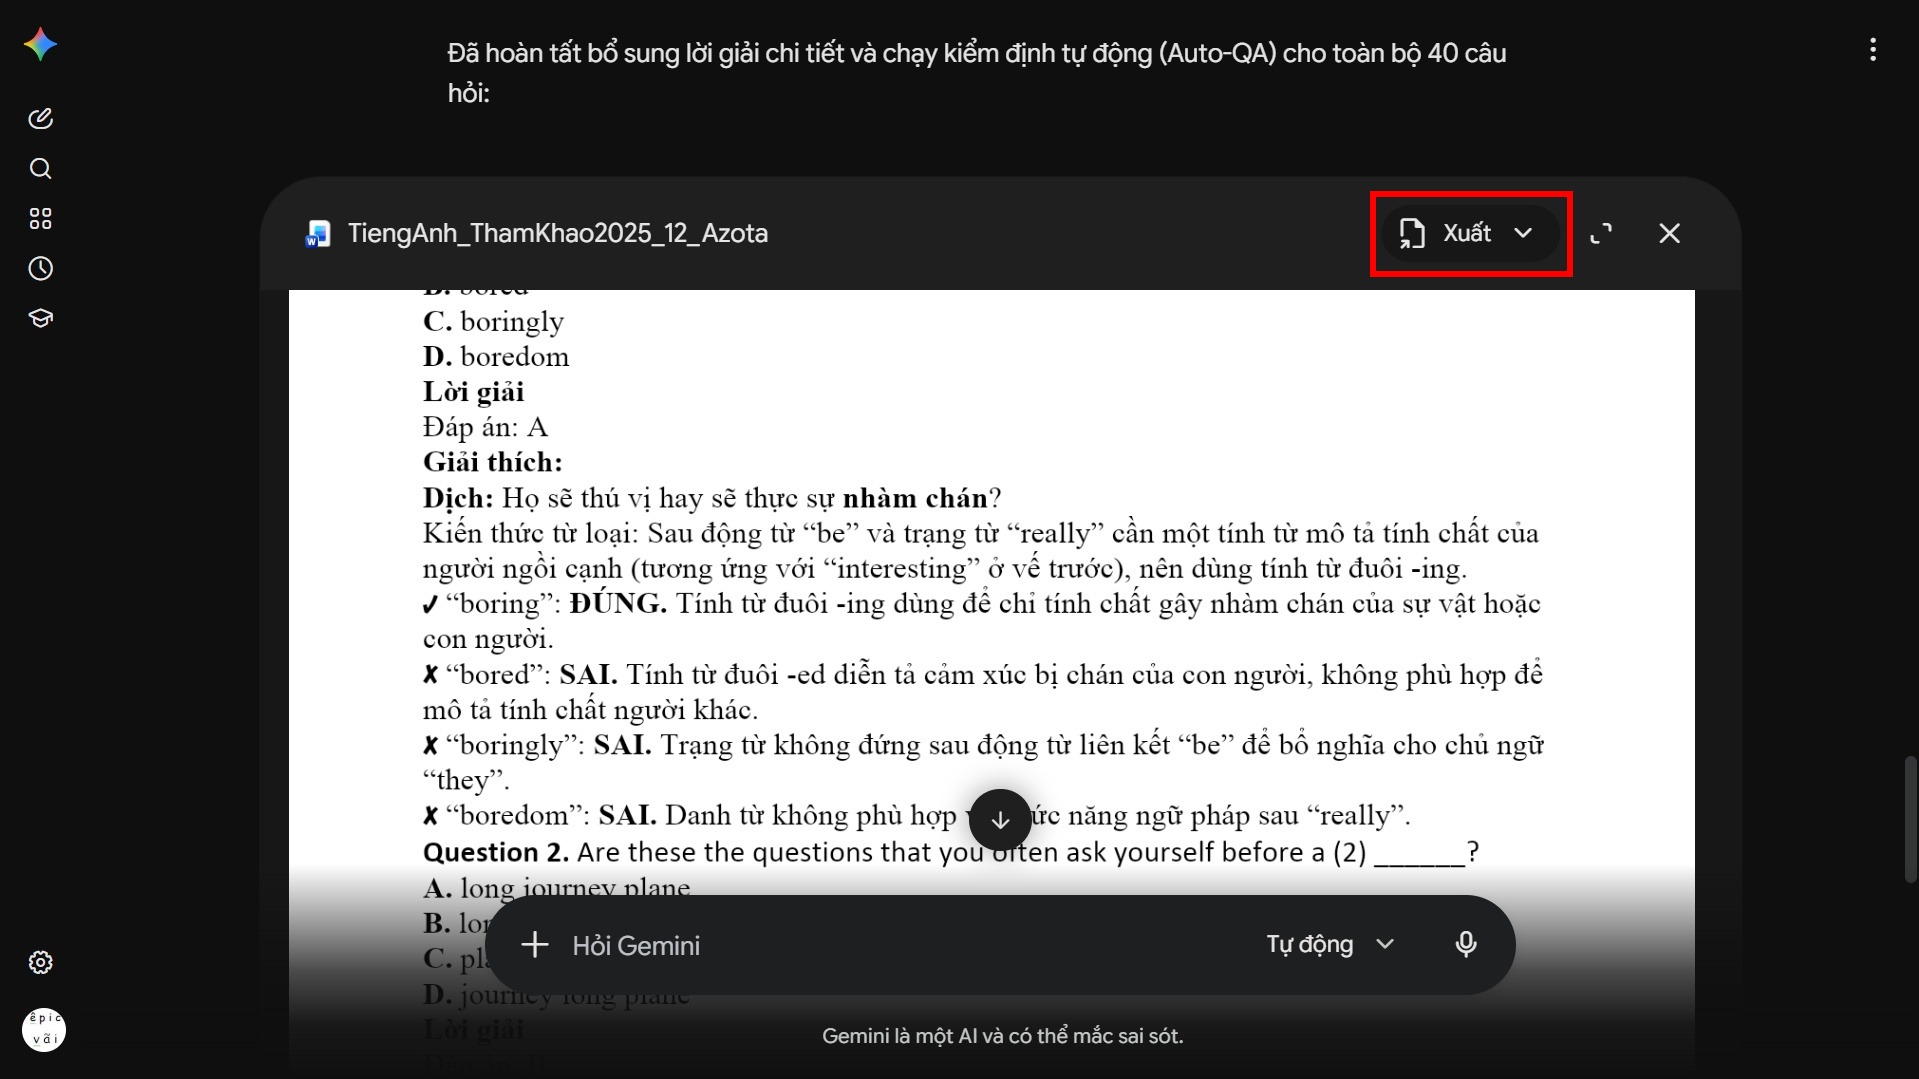 Đã hoàn tất bổ sung lời giải chi tiết và chạy kiểm định tự động (Auto-QA) cho toàn bộ 40 câu
hỏi:
TiengAnh_ThamKhao2025_12_Azota
Xuất
B. bored
C. boringly
D. boredom
Lời giải
Đáp án: A
Giải thích:
Dịch: Họ sẽ thú vị hay sẽ thực sự nhàm chán?
Kiến thức từ loại: Sau động từ “be” và trạng từ “really” cần một tính từ mô tả tính chất của
người ngồi cạnh (tương ứng với “interesting” ở vế trước), nên dùng tính từ đuôi -ing.
✔ “boring”: ĐÚNG. Tính từ đuôi -ing dùng để chỉ tính chất gây nhàm chán của sự vật hoặc
con người.
✘ “bored”: SAI. Tính từ đuôi -ed diễn tả cảm xúc bị chán của con người, không phù hợp để
mô tả tính chất người khác.
✘ “boringly”: SAI. Trạng từ không đứng sau động từ liên kết “be” để bổ nghĩa cho chủ ngữ
“they”.
✘ “boredom”: SAI. Danh từ không phù hợp năng ngữ pháp sau “really”.
Question 2. Are these the questions that you often ask yourself before a (2) ______?
A. long journey plane
B.
C.
D. journey long plane
Lời giải
Hỏi Gemini
Tự động
Gemini là một AI và có thể mắc sai sót.
êpic
vãi